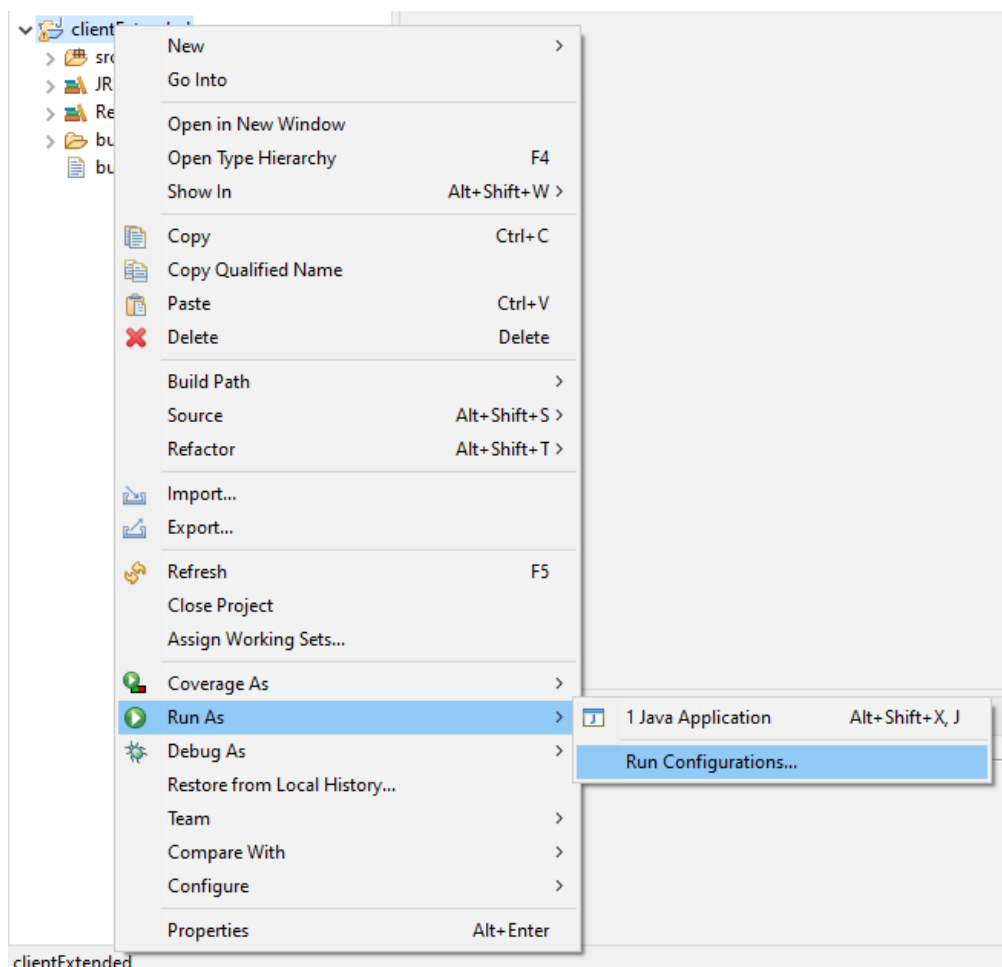 clientExtended
New
Go Into
Open in New Window
Open Type Hierarchy F4
Show In Alt+Shift+W >
Copy Ctrl+C
Copy Qualified Name
Paste Ctrl+V
Delete Delete
Build Path
Source Alt+Shift+S >
Refactor Alt+Shift+T >
Import...
Export...
Refresh F5
Close Project
Assign Working Sets...
Coverage As
Run As
1 Java Application Alt+Shift+X, J
Debug As
Run Configurations...
Restore from Local History...
Team
Compare With
Configure
Properties Alt+Enter
clientExtended